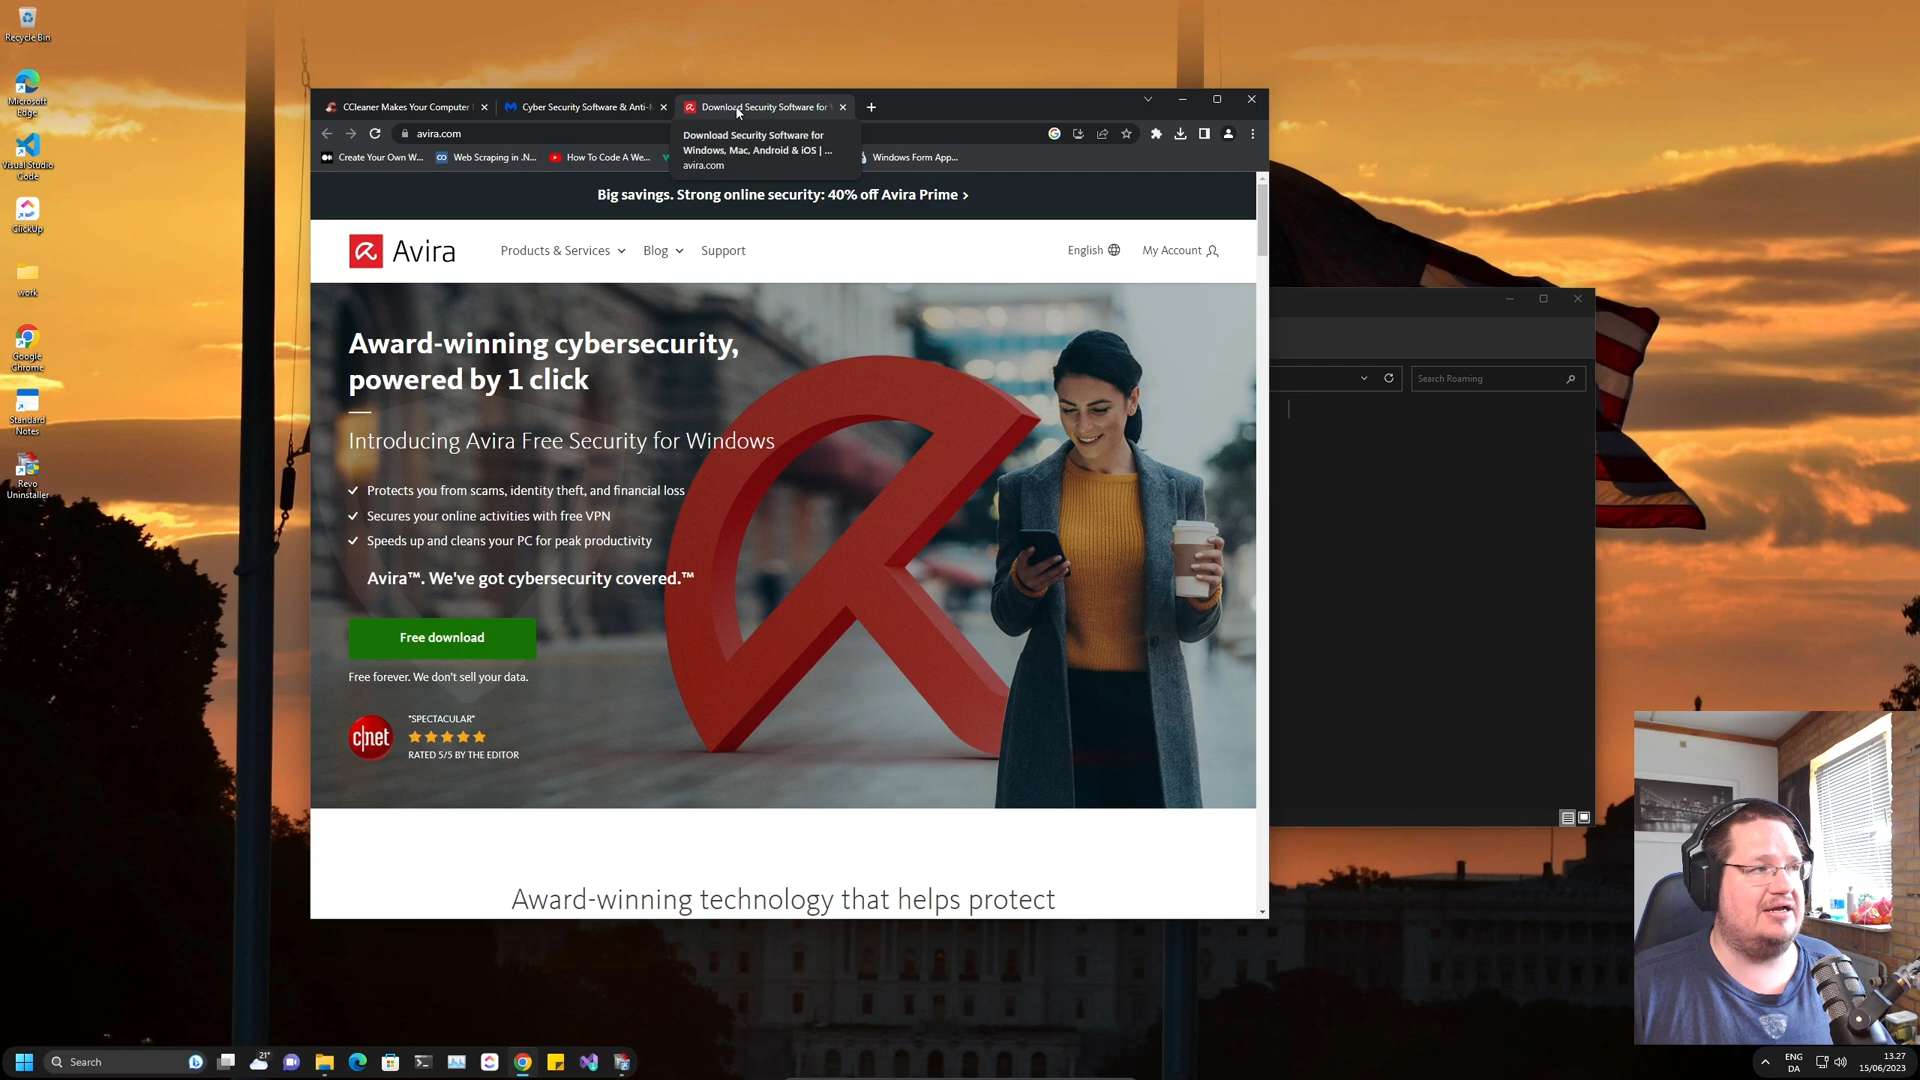 Recycle Bin
Microsoft
Edge
Visual Studio
Code
ClickUp
work
Google
Chrome
Standard
Notes
Revo
Uninstaller
CCleaner Makes Your Computer
Cyber Security Software & Anti-
Download Security Software for
avira.com
Create Your Own W...
Web Scraping in .N...
How To Code A We...
Windows Form App...
Download Security Software for
Windows, Mac, Android & iOS | ...
avira.com
Big savings. Strong online security: 40% off Avira Prime >
Avira
Products & Services
Blog
Support
English
My Account
Award-winning cybersecurity,
powered by 1 click
Introducing Avira Free Security for Windows
Protects you from scams, identity theft, and financial loss
Secures your online activities with free VPN
Speeds up and cleans your PC for peak productivity
Avira™. We've got cybersecurity covered.™
Free download
Free forever. We don't sell your data.
c|net
"SPECTACULAR"
RATED 5/5 BY THE EDITOR
Award-winning technology that helps protect
Search Roaming
Search
21°
ENG
DA
13.27
15/06/2023